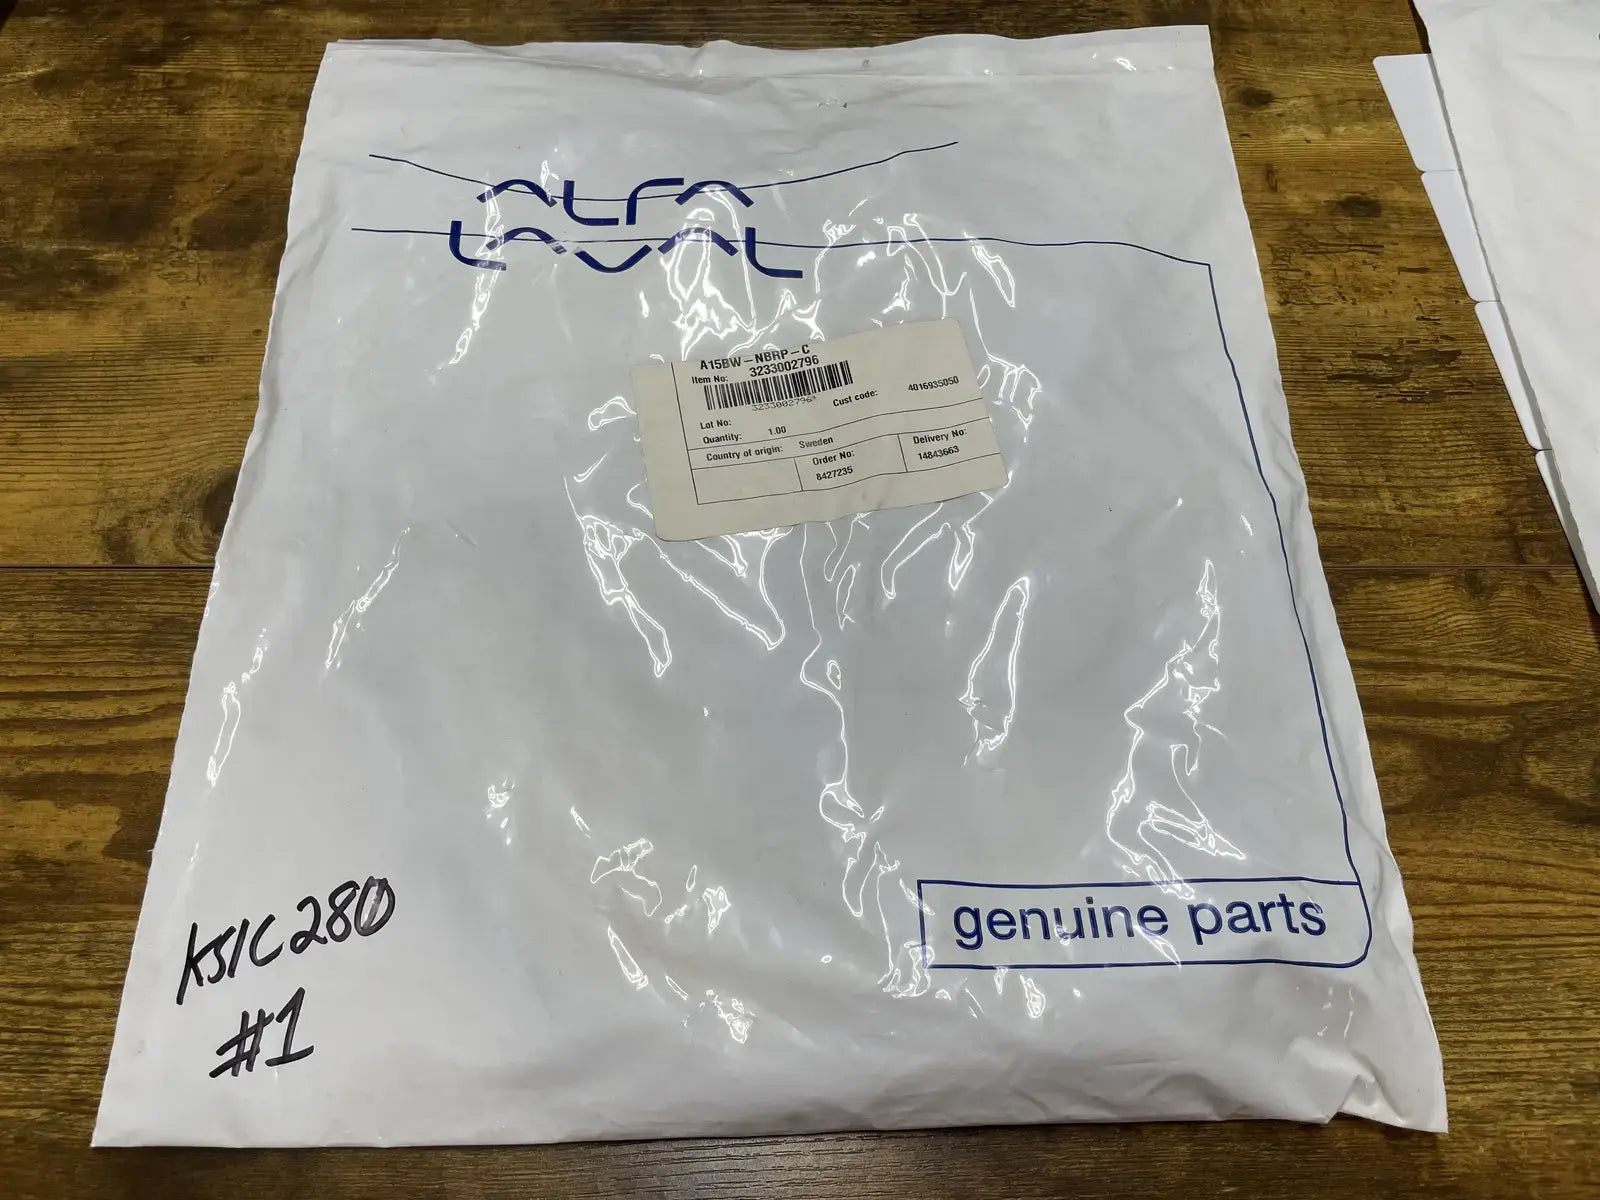 ALFA
LAVAL
A15BW-NBRP-C
Item No: 3233002796
3233002796
Cust code: 4016935050
Lot No:
Quantity: 1.00
Country of origin: Sweden
Order No:
8427235
Delivery No:
14843663
genuine parts
#1